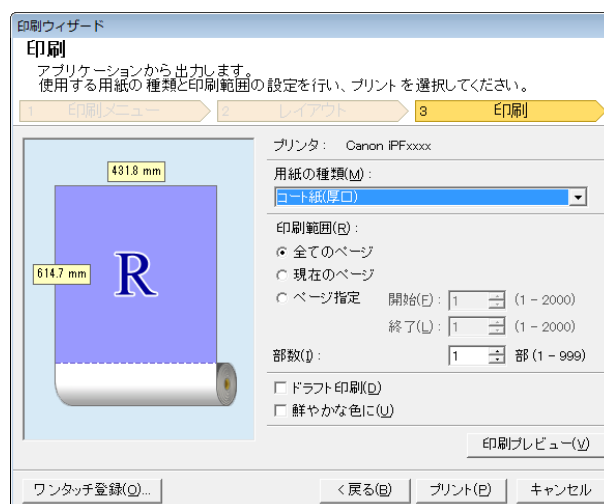 印刷ウィザード
印刷
アプリケーションから出力します。
使用する用紙の種類と印刷範囲の設定を行い、プリントを選択してください。
1 印刷メニュー 2 レイアウト 3 印刷
プリンタ： Canon iPFxxxx
用紙の種類(M)：
コート紙(厚口)
431.8 mm
614.7 mm
R
印刷範囲(R)：
全てのページ
現在のページ
ページ指定 開始(F)： 1 (1 - 2000)
終了(L)： 1 (1 - 2000)
部数(J)： 1 部 (1 - 999)
ドラフト印刷(D)
鮮やかな色に(U)
印刷プレビュー(V)
ワンタッチ登録(O)... < 戻る(B) プリント(P) キャンセル